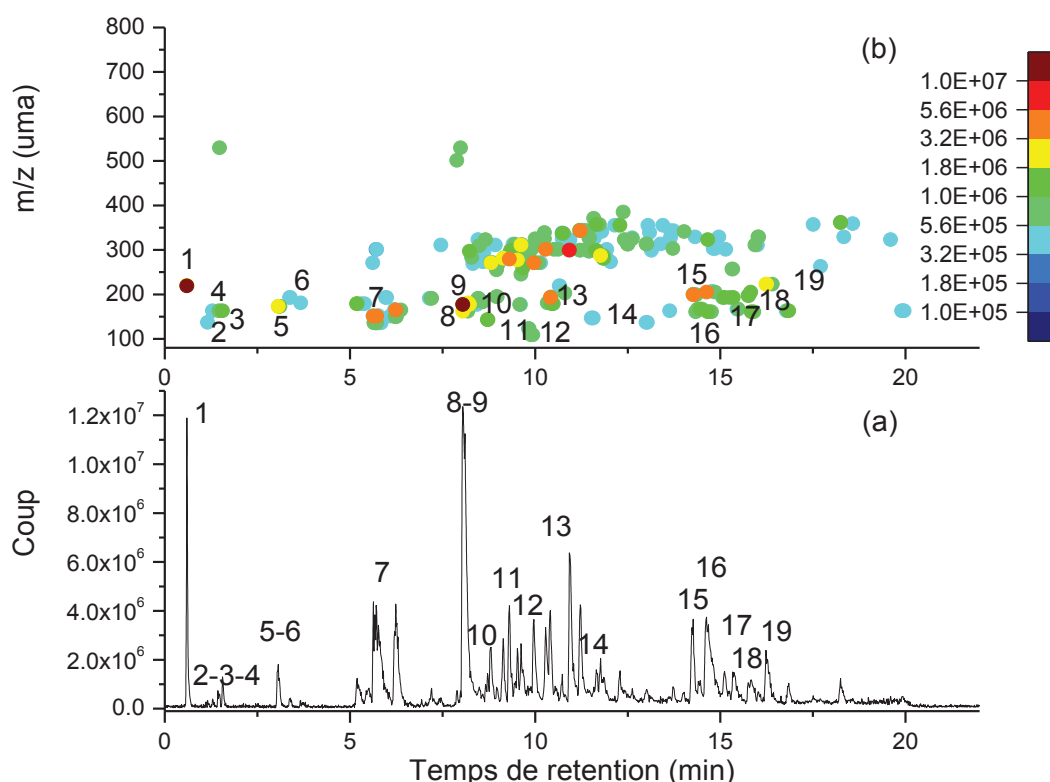 800
700
600
500
400
300
200
100
m/z (uma)
(b)
1
2
3
4
5
6
7
8
9
10
11
12
13
14
15
16
17
18
19
0
5
10
15
20
1.0E+07
5.6E+06
3.2E+06
1.8E+06
1.0E+06
5.6E+05
3.2E+05
1.8E+05
1.0E+05
1.2x10⁷
1.0x10⁷
8.0x10⁶
6.0x10⁶
4.0x10⁶
2.0x10⁶
0.0
Coup
(a)
1
2-3-4
5-6
7
8-9
10
11
12
13
14
15
16
17
18
19
0
5
10
15
20
Temps de retention (min)